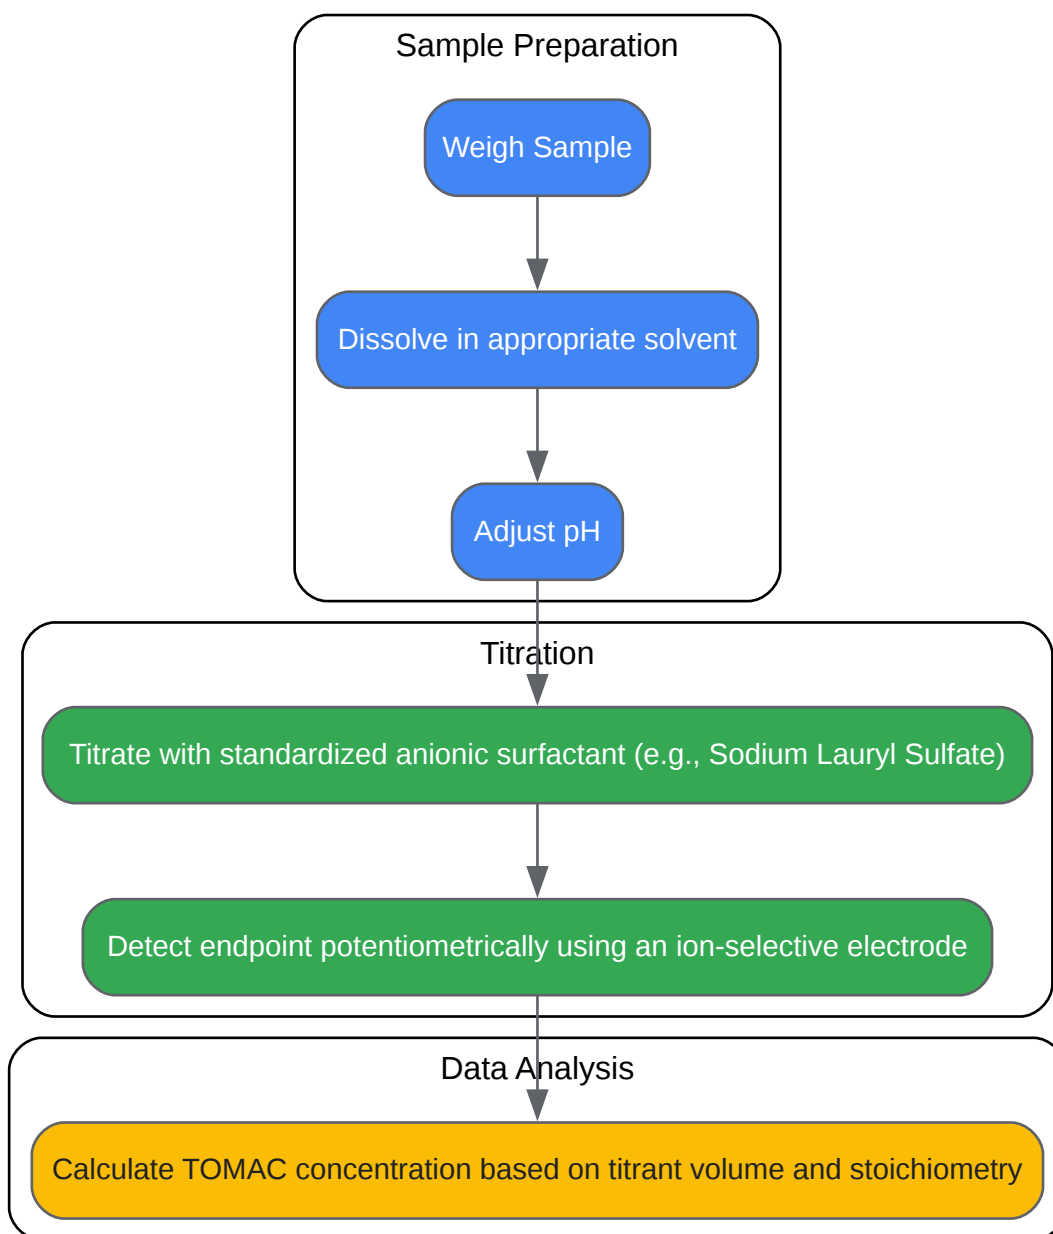 Sample Preparation
Weigh Sample
Dissolve in appropriate solvent
Adjust pH
Titration
Titrate with standardized anionic surfactant (e.g., Sodium Lauryl Sulfate)
Detect endpoint potentiometrically using an ion-selective electrode
Data Analysis
Calculate TOMAC concentration based on titrant volume and stoichiometry